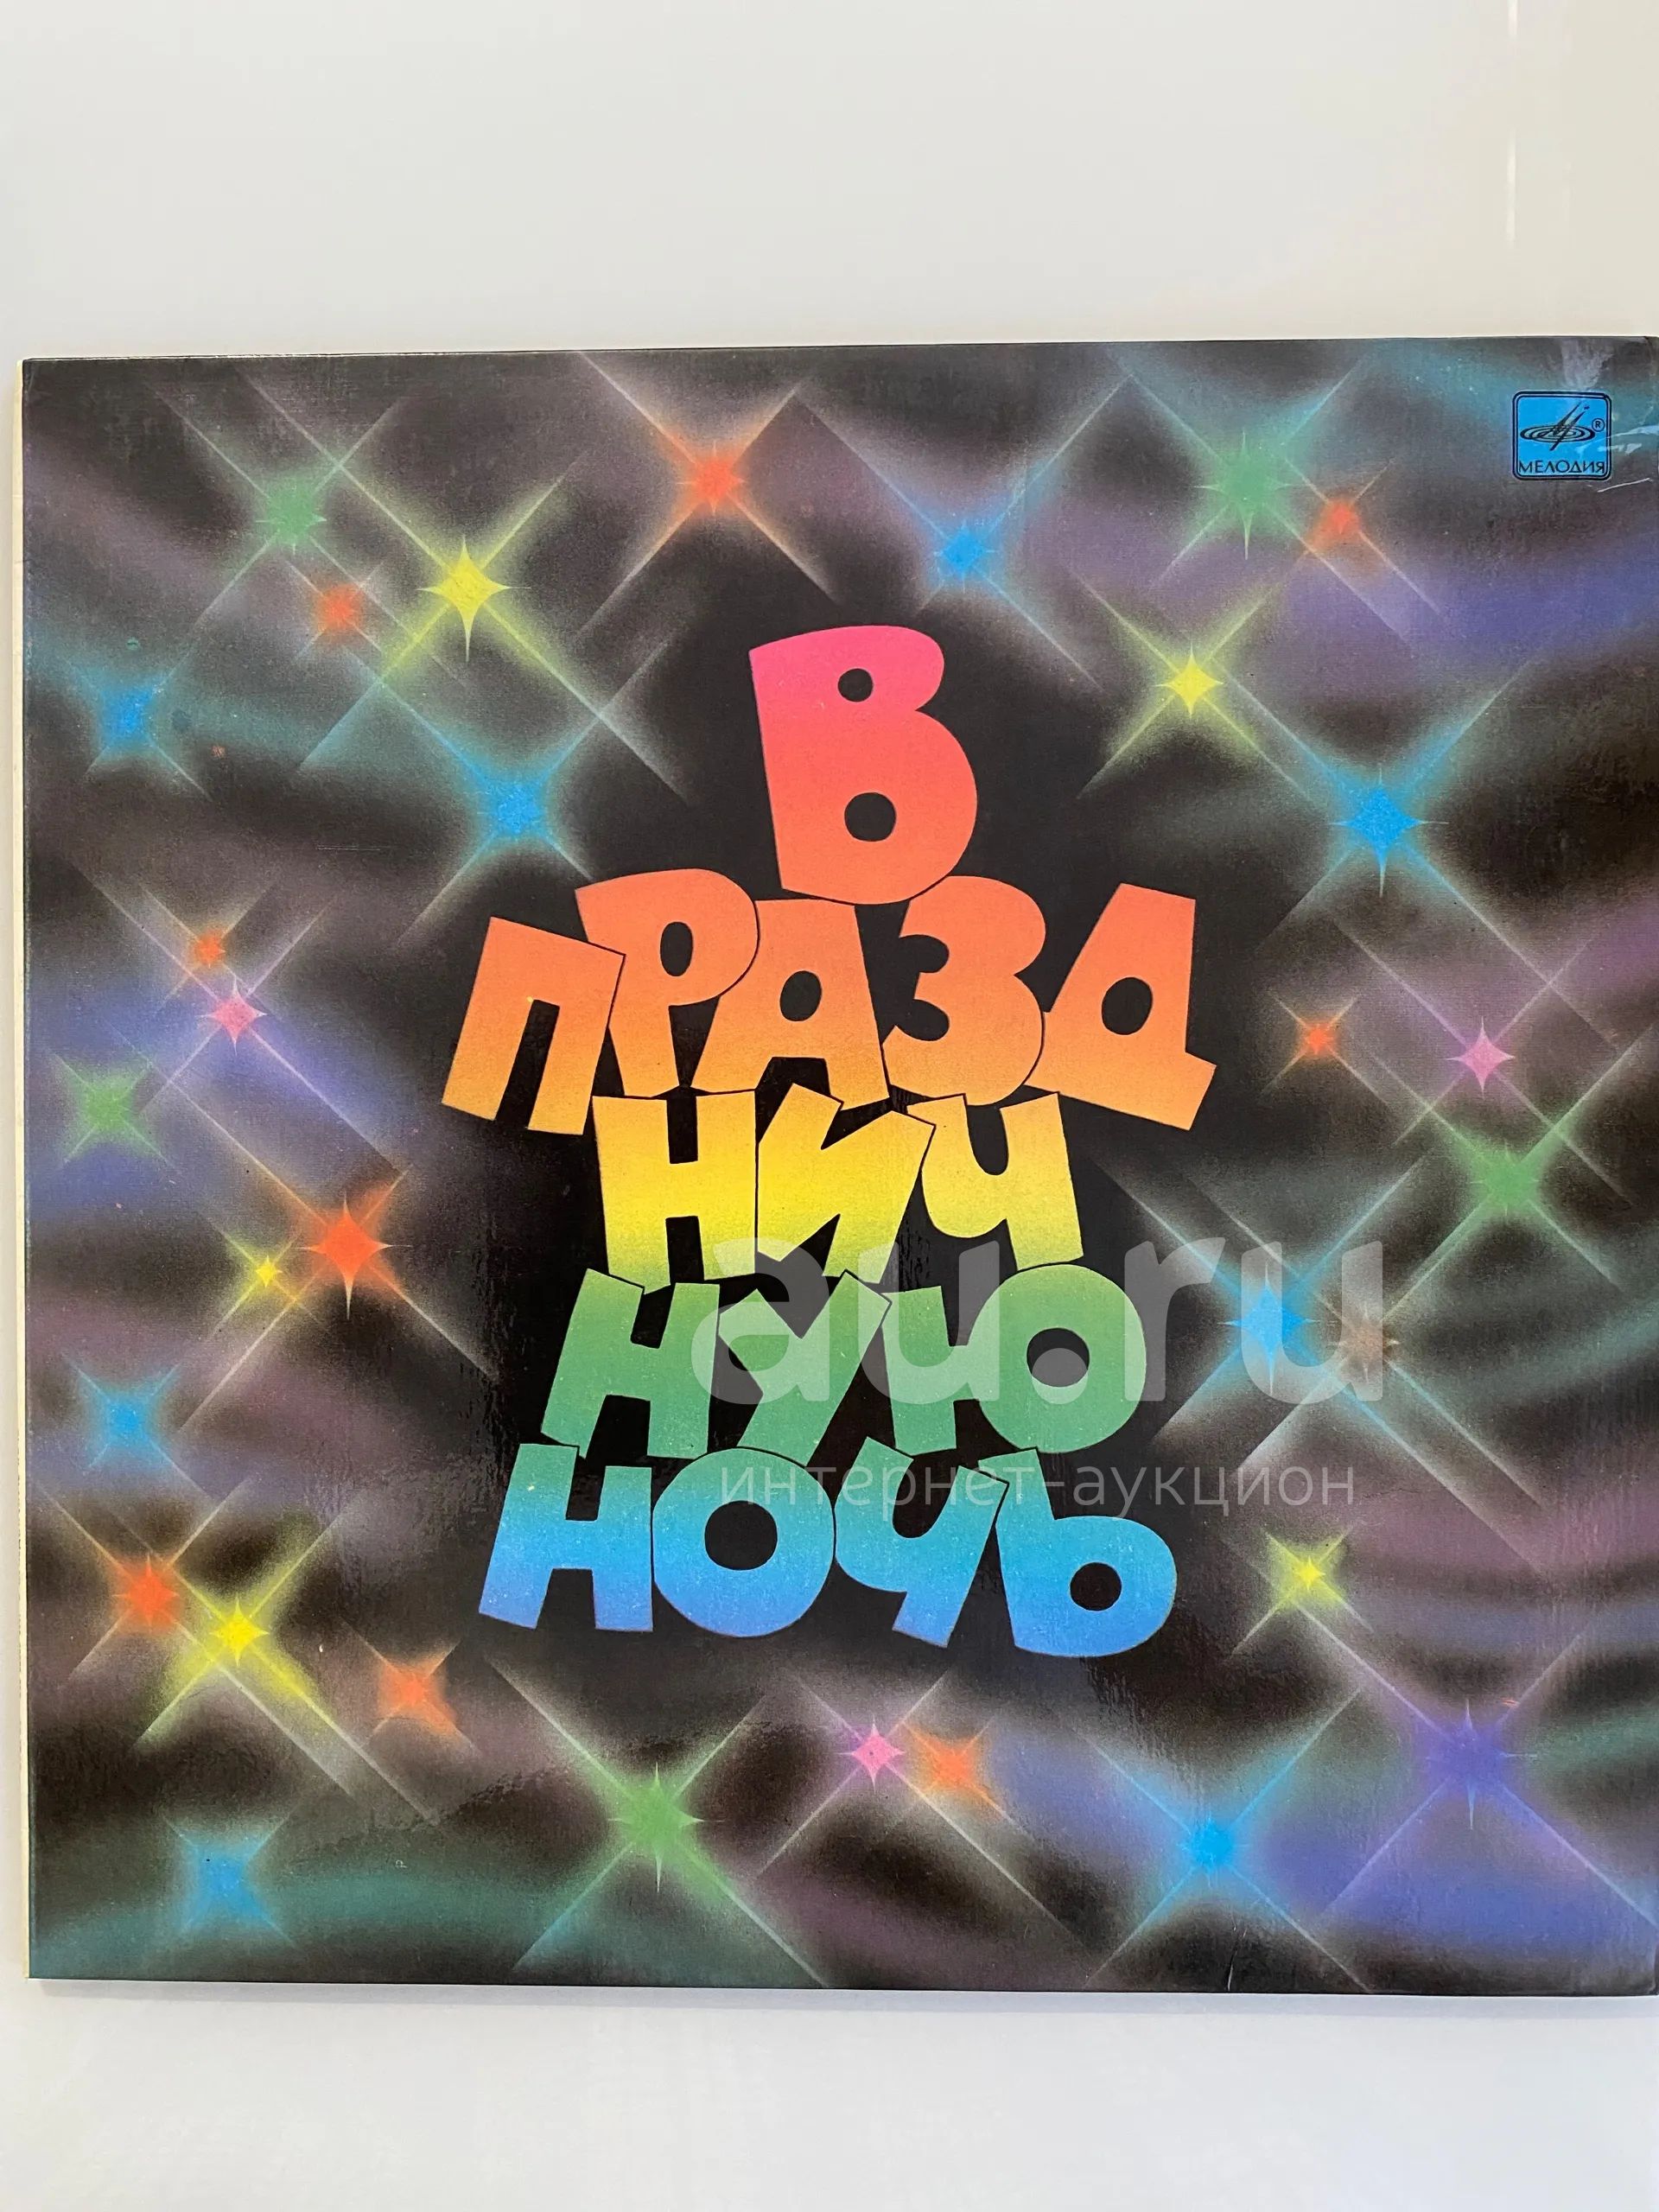 МЕЛОДИЯ
В
ПРАЗД
НИЧ
НУЮ
НОЧЬ
au.ru
интернет-аукцион